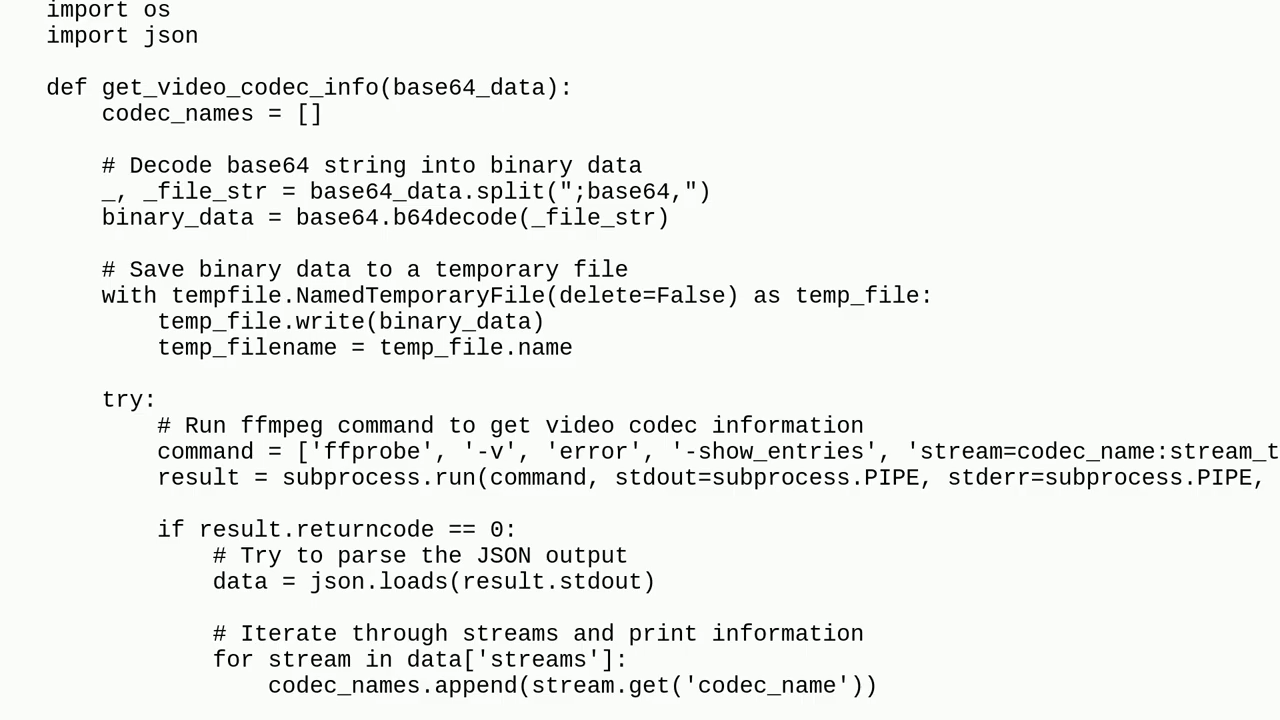 import os
import json
def get_video_codec_info(base64_data):
    codec_names = []
    # Decode base64 string into binary data
    _, _file_str = base64_data.split(";base64,")
    binary_data = base64.b64decode(_file_str)
    # Save binary data to a temporary file
    with tempfile.NamedTemporaryFile(delete=False) as temp_file:
        temp_file.write(binary_data)
        temp_filename = temp_file.name
    try:
        # Run ffmpeg command to get video codec information
        command = ['ffprobe', '-v', 'error', '-show_entries', 'stream=codec_name:stream_t
        result = subprocess.run(command, stdout=subprocess.PIPE, stderr=subprocess.PIPE,
        if result.returncode == 0:
            # Try to parse the JSON output
            data = json.loads(result.stdout)
            # Iterate through streams and print information
            for stream in data['streams']:
                codec_names.append(stream.get('codec_name'))